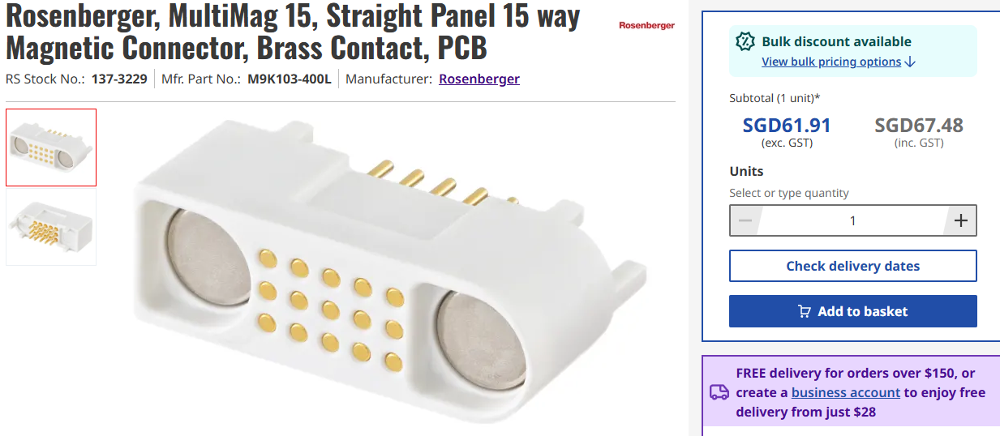 Rosenberger, MultiMag 15, Straight Panel 15 way
Magnetic Connector, Brass Contact, PCB
Rosenberger
RS Stock No.: 137-3229 Mfr. Part No.: M9K103-400L Manufacturer: Rosenberger
Bulk discount available
View bulk pricing options
Subtotal (1 unit)*
SGD61.91 SGD67.48
(exc. GST) (inc. GST)
Units
Select or type quantity
− 1 +
Check delivery dates
Add to basket
FREE delivery for orders over $150, or
create a business account to enjoy free
delivery from just $28